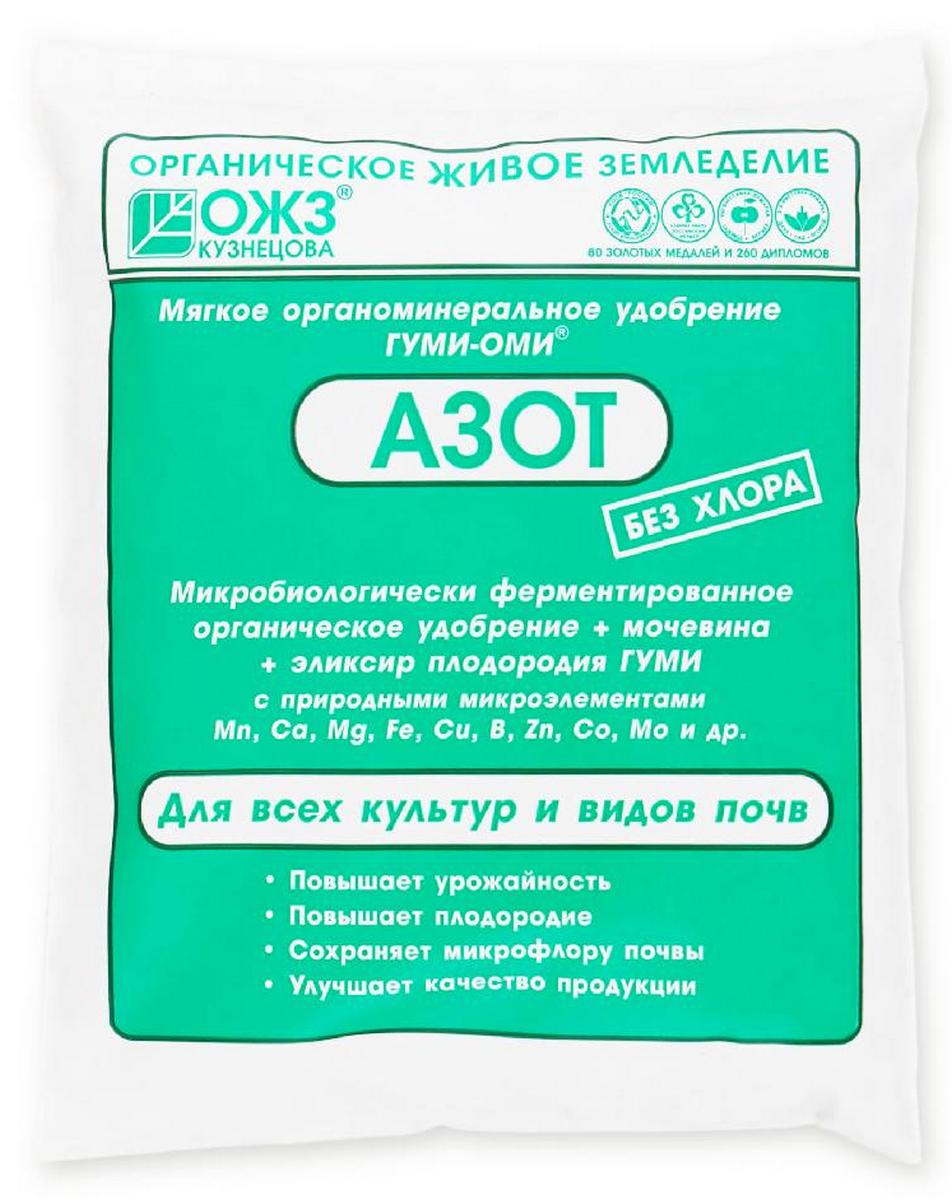 ОРГАНИЧЕСКОЕ ЖИВОЕ ЗЕМЛЕДЕЛИЕ
ОЖЗ®
КУЗНЕЦОВА
80 ЗОЛОТЫХ МЕДАЛЕЙ И 260 ДИПЛОМОВ
Мягкое органоминеральное удобрение
ГУМИ-ОМИ®
АЗОТ
БЕЗ ХЛОРА
Микробиологически ферментированное
органическое удобрение + мочевина
+ эликсир плодородия ГУМИ
с природными микроэлементами
Mn, Ca, Mg, Fe, Cu, B, Zn, Co, Mo и др.
Для всех культур и видов почв
• Повышает урожайность
• Повышает плодородие
• Сохраняет микрофлору почвы
• Улучшает качество продукции